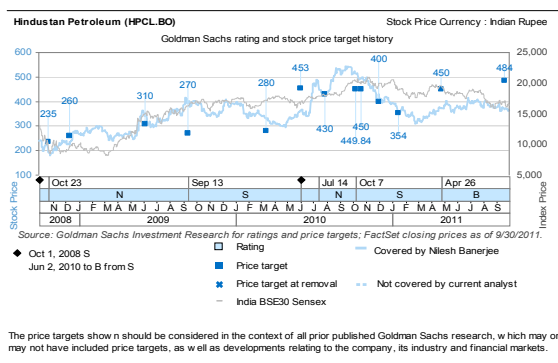 Hindustan Petroleum (HPCL.BO) Stock Price Currency : Indian Rupee
Goldman Sachs rating and stock price target history
600 25,000
500 20,000
400 15,000
300 10,000
200 5,000
100
235 260 310 270 280 453 430 449.84 450 400 354 450 484
Oct 23 Sep 13 Jul 14 Oct 7 Apr 26
N S N S B
N D J F M A M J J A S O N D J F M A M J J A S O N D J F M A M J J A S
2008 2009 2010 2011
Stock Price
Index Price
Source: Goldman Sachs Investment Research for ratings and price targets; FactSet closing prices as of 9/30/2011.
Oct 1, 2008 S
Jun 2, 2010 to B from S
Rating
Price target
Price target at removal
India BSE30 Sensex
Covered by Nilesh Banerjee
Not covered by current analyst
The price targets show n should be considered in the context of all prior published Goldman Sachs research, w hich may or
may not have included price targets, as w ell as developments relating to the company, its industry and financial markets.